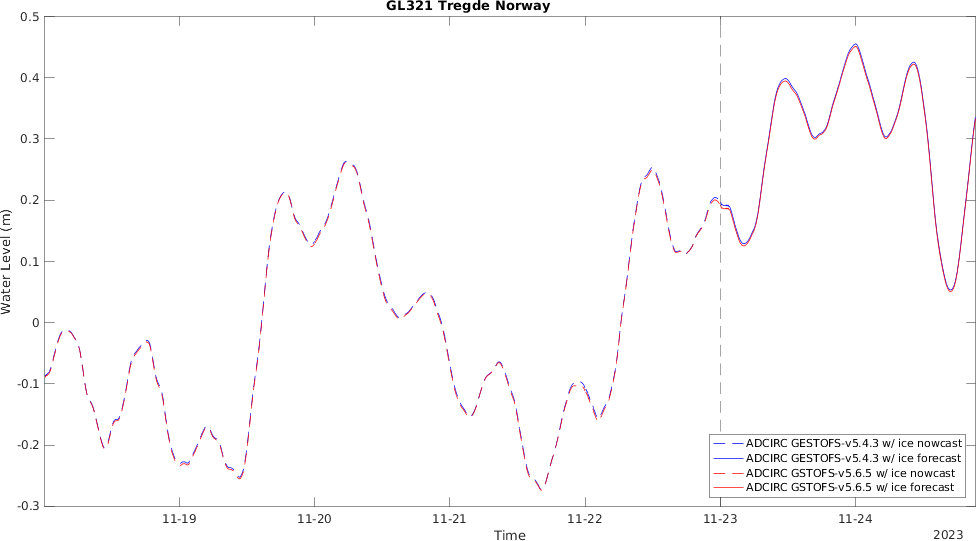 GL321 Tregde Norway
0.5
0.4
0.3
0.2
0.1
0
-0.1
-0.2
-0.3
Water Level (m)
ADCIRC GESTOFS-v5.4.3 w/ ice nowcast
ADCIRC GESTOFS-v5.4.3 w/ ice forecast
ADCIRC GSTOFS-v5.6.5 w/ ice nowcast
ADCIRC GSTOFS-v5.6.5 w/ ice forecast
11-19 11-20 11-21 11-22 11-23 11-24
Time
2023